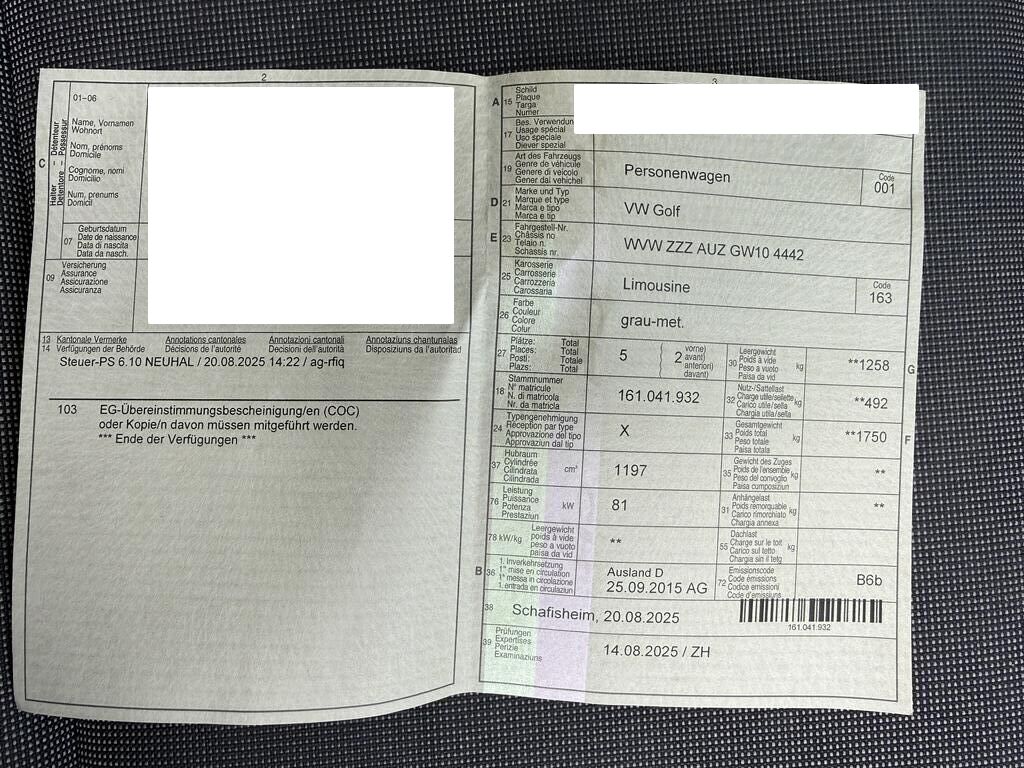 2
01-06
Name, Vornamen
Wohnort
Nom, prénoms
Domicile
Cognome, nomi
Domicilio
Num, prenums
Domicil
C
Halter – Détenteur
Detentore – Possessur
07
Geburtsdatum
Date de naissance
Data di nascita
Data da nasch.
09
Versicherung
Assurance
Assicurazione
Assicuranza
13 Kantonale Vermerke Annotations cantonales Annotazioni cantonali Annotaziuns chantunalas
14 Verfügungen der Behörde Décisions de l'autorité Decisioni dell'autorità Disposiziuns da l'autoritad
Steuer-PS 6.10 NEUHAL / 20.08.2025 14:22 / ag-rfiq
103 EG-Übereinstimmungsbescheinigung/en (COC)
oder Kopie/n davon müssen mitgeführt werden.
*** Ende der Verfügungen ***
3
A 15
Schild
Plaque
Targa
Numer
17
Bes. Verwendun
Usage spécial
Uso speciale
Diever spezial
19
Art des Fahrzeugs
Genre de véhicule
Genere di veicolo
Gener dal vehichel
Personenwagen
Code
001
D 21
Marke und Typ
Marque et type
Marca e tipo
Marca e tip
VW Golf
E 23
Fahrgestell-Nr.
Châssis no
Telaio n.
Schassis nr.
WVW ZZZ AUZ GW10 4442
25
Karosserie
Carrosserie
Carrozzeria
Carossaria
Limousine
Code
163
26
Farbe
Couleur
Colore
Colur
grau-met.
27
Plätze: Total
Places: Total
Posti: Totale
Plazs: Total
5
2
vorne)
avant)
anteriori)
davant)
30
Leergewicht
Poids à vide
Peso a vuoto
Paisa da vid
kg
**1258
G
18
Stammnummer
N° matricule
N. di matricola
Nr. da matricla
161.041.932
32
Nutz-/Sattellast
Charge utile/sellette
Carico utile/sella
Chargia utila/sella
kg
**492
24
Typengenehmigung
Réception par type
Approvazione del tipo
Approvaziun dal tip
X
33
Gesamtgewicht
Poids total
Peso totale
Paisa totala
kg
**1750
F
37
Hubraum
Cylindrée
Cilindrata
Cilindrada
cm³
1197
35
Gewicht des Zuges
Poids de l'ensemble
Peso del convoglio
Paisa cumposiziun
kg
**
76
Leistung
Puissance
Potenza
Prestaziun
kW
81
31
Anhängelast
Poids remorquable
Carico rimorchiato
Chargia annexa
kg
**
78 kW/kg
Leergewicht
poids à vide
peso a vuoto
paisa da vid
**
55
Dachlast
Charge sur le toit
Carico sul tetto
Chargia sin il tetg
kg
B 36
1. Inverkehrsetzung
1re mise en circulation
1a messa in circolazione
1. entrada en circulaziun
Ausland D
25.09.2015 AG
72
Emissionscode
Code émissions
Codice emissioni
Code d'emissiuns
B6b
38
Schafisheim, 20.08.2025
161.041.932
39
Prüfungen
Expertises
Perizie
Examinaziuns
14.08.2025 / ZH